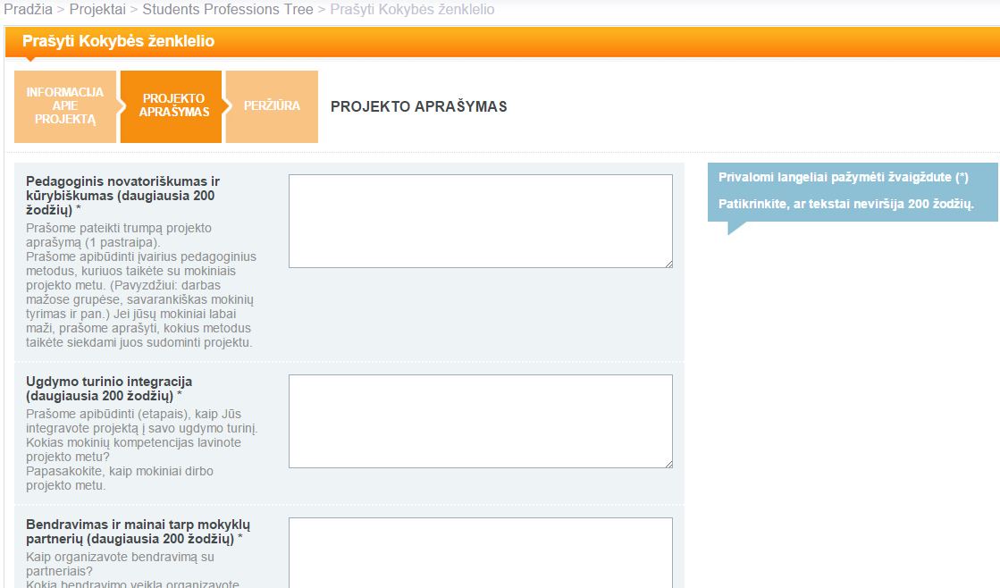 Pradžia > Projektai > Students Professions Tree > Prašyti Kokybės ženklelio
Prašyti Kokybės ženklelio
INFORMACIJA
APIE
PROJEKTĄ
PROJEKTO
APRAŠYMAS
PERŽIŪRA
PROJEKTO APRAŠYMAS
Pedagoginis novatoriškumas ir
kūrybiškumas (daugiausia 200
žodžių) *
Prašome pateikti trumpą projekto
aprašymą (1 pastraipa).
Prašome apibūdinti įvairius pedagoginius
metodus, kuriuos taikėte su mokiniais
projekto metu. (Pavyzdžiui: darbas
mažose grupėse, savarankiškas mokinių
tyrimas ir pan.) Jei jūsų mokiniai labai
maži, prašome aprašyti, kokius metodus
taikėte siekdami juos sudominti projektu.
Privalomi langeliai pažymėti žvaigždute (*)
Patikrinkite, ar tekstai neviršija 200 žodžių.
Ugdymo turinio integracija
(daugiausia 200 žodžių) *
Prašome apibūdinti (etapais), kaip Jūs
integravote projektą į savo ugdymo turinį.
Kokias mokinių kompetencijas lavinote
projekto metu?
Papasakokite, kaip mokiniai dirbo
projekto metu.
Bendravimas ir mainai tarp mokyklų
partnerių (daugiausia 200 žodžių) *
Kaip organizavote bendravimą su
partneriais?
Kokią bendravimo veiklą organizavote